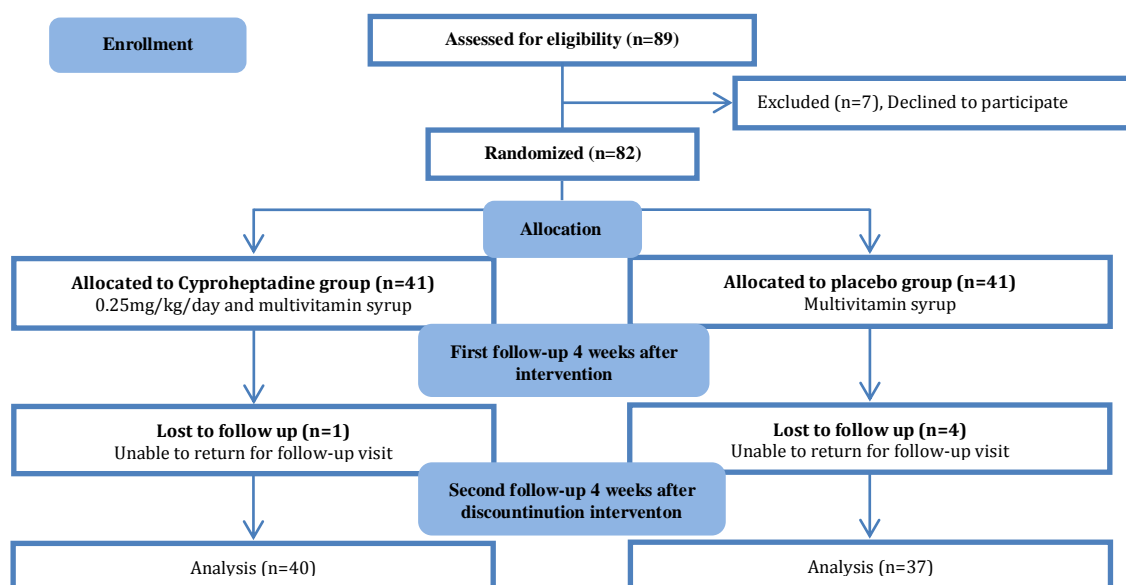 Enrollment
Assessed for eligibility (n=89)
Excluded (n=7), Declined to participate
Randomized (n=82)
Allocation
Allocated to Cyproheptadine group (n=41)
0.25mg/kg/day and multivitamin syrup
Allocated to placebo group (n=41)
Multivitamin syrup
First follow-up 4 weeks after
intervention
Lost to follow up (n=1)
Unable to return for follow-up visit
Lost to follow up (n=4)
Unable to return for follow-up visit
Second follow-up 4 weeks after
discountinution interventon
Analysis (n=40)
Analysis (n=37)